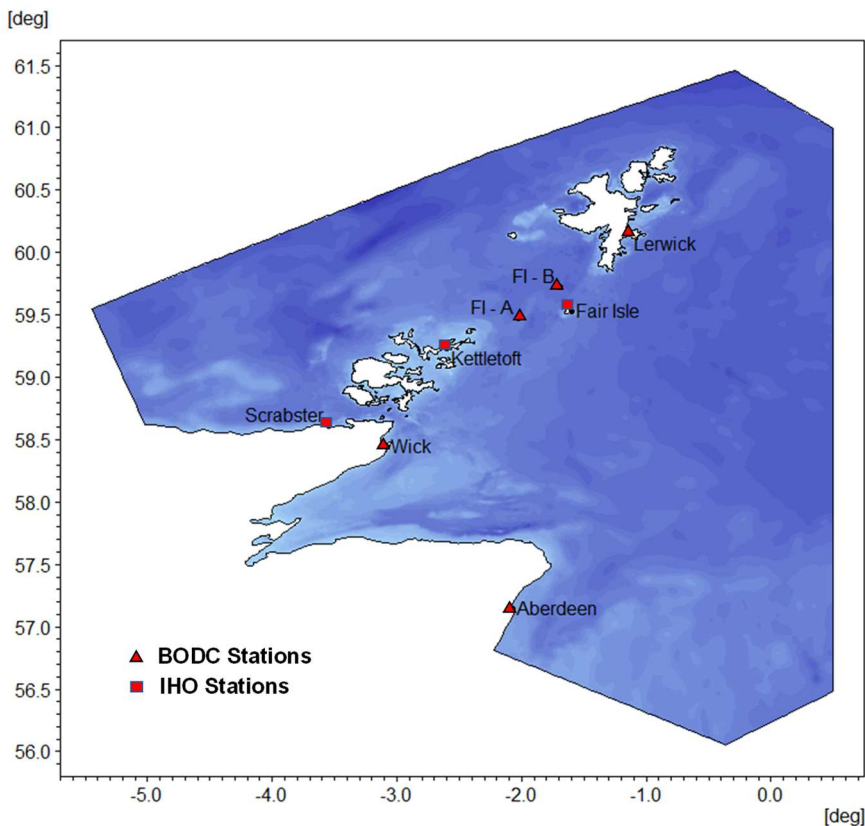 [deg]
61.5
61.0
60.5
60.0
59.5
59.0
58.5
58.0
57.5
57.0
56.5
56.0
Lerwick
FI - B
FI - A
Fair Isle
Kettletoft
Scrabster
Wick
Aberdeen
BODC Stations
IHO Stations
-5.0 -4.0 -3.0 -2.0 -1.0 0.0
[deg]